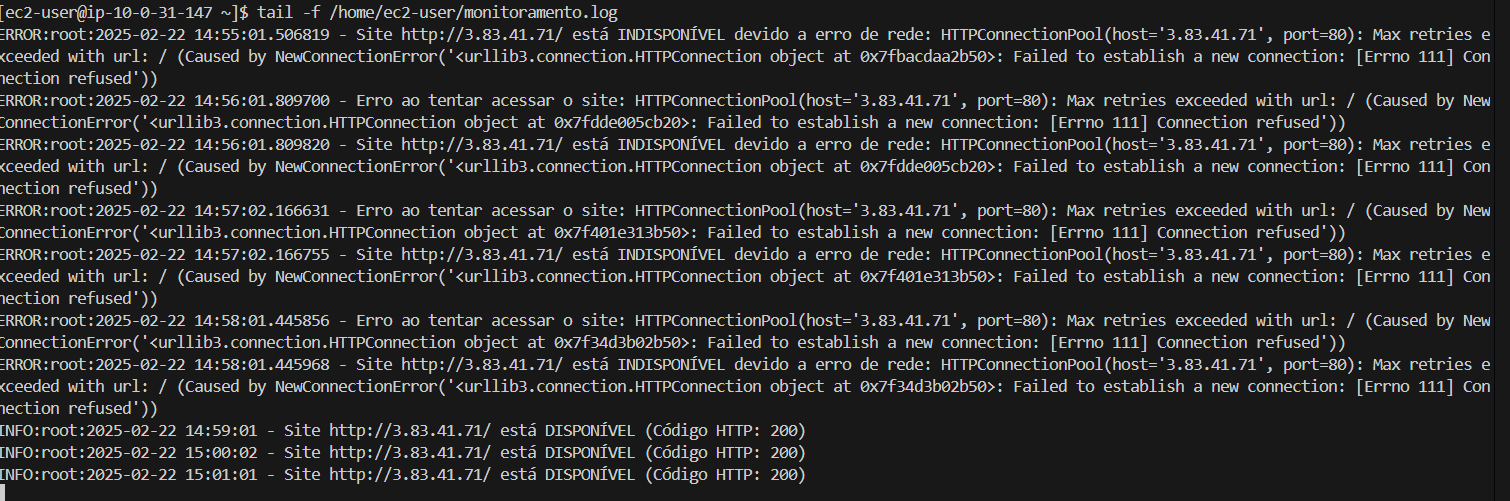 [ec2-user@ip-10-0-31-147 ~]$ tail -f /home/ec2-user/monitoramento.log
ERROR:root:2025-02-22 14:55:01.506819 - Site http://3.83.41.71/ está INDISPONÍVEL devido a erro de rede: HTTPConnectionPool(host='3.83.41.71', port=80): Max retries e
xceeded with url: / (Caused by NewConnectionError('<urllib3.connection.HTTPConnection object at 0x7fbacdaa2b50>: Failed to establish a new connection: [Errno 111] Con
nection refused'))
ERROR:root:2025-02-22 14:56:01.809700 - Erro ao tentar acessar o site: HTTPConnectionPool(host='3.83.41.71', port=80): Max retries exceeded with url: / (Caused by New
ConnectionError('<urllib3.connection.HTTPConnection object at 0x7fdde005cb20>: Failed to establish a new connection: [Errno 111] Connection refused'))
ERROR:root:2025-02-22 14:56:01.809820 - Site http://3.83.41.71/ está INDISPONÍVEL devido a erro de rede: HTTPConnectionPool(host='3.83.41.71', port=80): Max retries e
xceeded with url: / (Caused by NewConnectionError('<urllib3.connection.HTTPConnection object at 0x7fdde005cb20>: Failed to establish a new connection: [Errno 111] Con
nection refused'))
ERROR:root:2025-02-22 14:57:02.166631 - Erro ao tentar acessar o site: HTTPConnectionPool(host='3.83.41.71', port=80): Max retries exceeded with url: / (Caused by New
ConnectionError('<urllib3.connection.HTTPConnection object at 0x7f401e313b50>: Failed to establish a new connection: [Errno 111] Connection refused'))
ERROR:root:2025-02-22 14:57:02.166755 - Site http://3.83.41.71/ está INDISPONÍVEL devido a erro de rede: HTTPConnectionPool(host='3.83.41.71', port=80): Max retries e
xceeded with url: / (Caused by NewConnectionError('<urllib3.connection.HTTPConnection object at 0x7f401e313b50>: Failed to establish a new connection: [Errno 111] Con
nection refused'))
ERROR:root:2025-02-22 14:58:01.445856 - Erro ao tentar acessar o site: HTTPConnectionPool(host='3.83.41.71', port=80): Max retries exceeded with url: / (Caused by New
ConnectionError('<urllib3.connection.HTTPConnection object at 0x7f34d3b02b50>: Failed to establish a new connection: [Errno 111] Connection refused'))
ERROR:root:2025-02-22 14:58:01.445968 - Site http://3.83.41.71/ está INDISPONÍVEL devido a erro de rede: HTTPConnectionPool(host='3.83.41.71', port=80): Max retries e
xceeded with url: / (Caused by NewConnectionError('<urllib3.connection.HTTPConnection object at 0x7f34d3b02b50>: Failed to establish a new connection: [Errno 111] Con
nection refused'))
INFO:root:2025-02-22 14:59:01 - Site http://3.83.41.71/ está DISPONÍVEL (Código HTTP: 200)
INFO:root:2025-02-22 15:00:02 - Site http://3.83.41.71/ está DISPONÍVEL (Código HTTP: 200)
INFO:root:2025-02-22 15:01:01 - Site http://3.83.41.71/ está DISPONÍVEL (Código HTTP: 200)